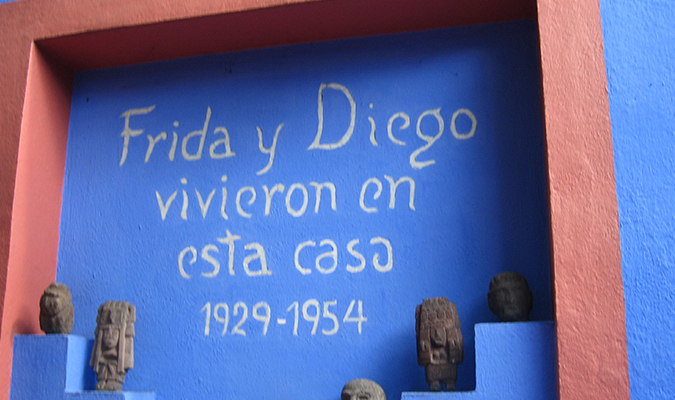 Frida y Diego
vivieron en
esta casa
1929-1954